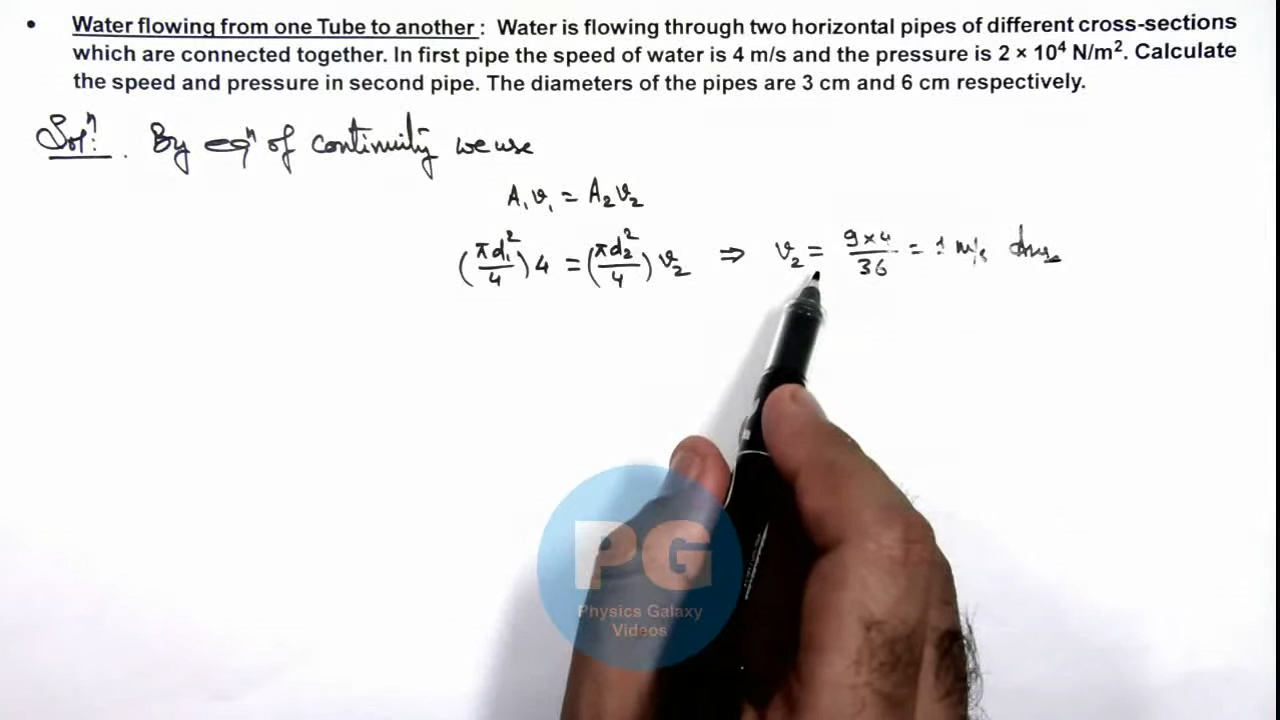 • Water flowing from one Tube to another : Water is flowing through two horizontal pipes of different cross-sections
which are connected together. In first pipe the speed of water is 4 m/s and the pressure is 2 × 10⁴ N/m². Calculate
the speed and pressure in second pipe. The diameters of the pipes are 3 cm and 6 cm respectively.
Solⁿ: . By eqⁿ of continuity we use
A₁v₁ = A₂v₂
(πd₁²/4) 4 = (πd₂²/4) v₂ ⇒ v₂ = 9×4/36 = 1 m/s Ans
PG
Physics Galaxy
Videos